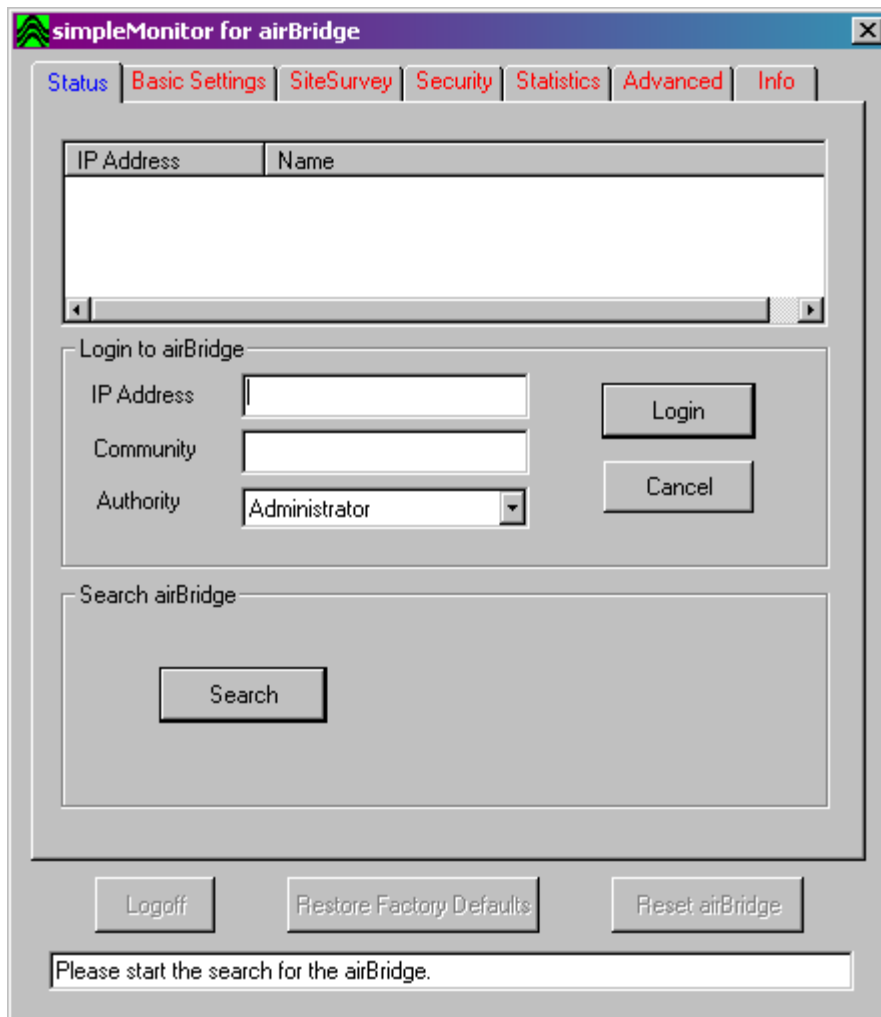 simpleMonitor for airBridge
Status Basic Settings SiteSurvey Security Statistics Advanced Info
IP Address Name
Login to airBridge
IP Address
Login
Community
Cancel
Authority Administrator
Search airBridge
Search
Logoff Restore Factory Defaults Reset airBridge
Please start the search for the airBridge.